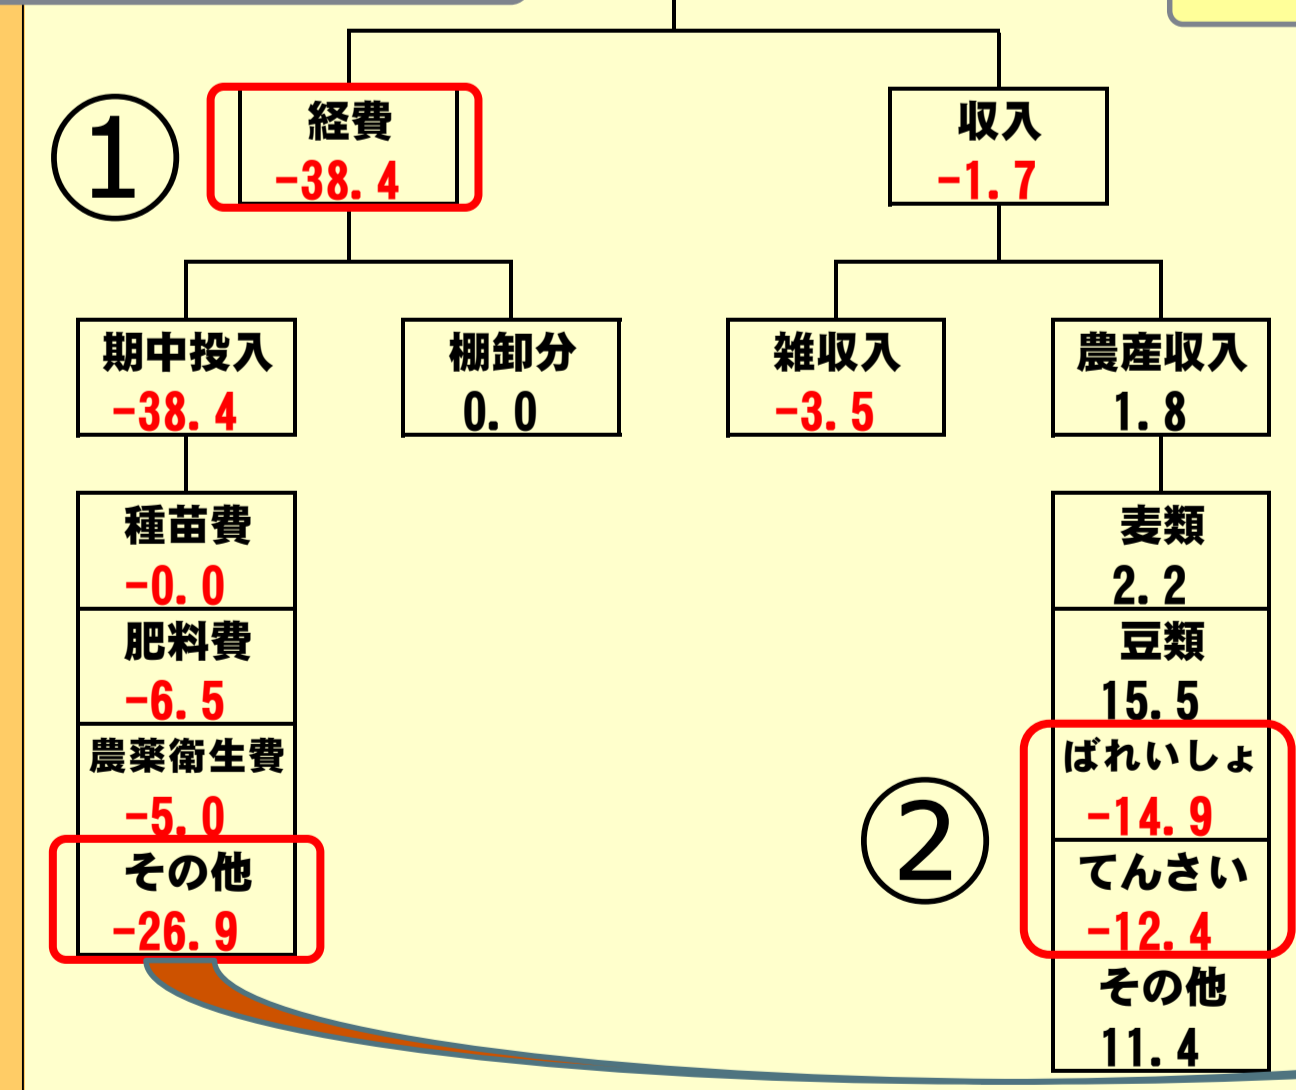 ①
経費
-38.4
収入
-1.7
期中投入
-38.4
棚卸分
0.0
雑収入
-3.5
農産収入
1.8
種苗費
-0.0
肥料費
-6.5
農薬衛生費
-5.0
その他
-26.9
麦類
2.2
豆類
15.5
②
ばれいしょ
-14.9
てんさい
-12.4
その他
11.4